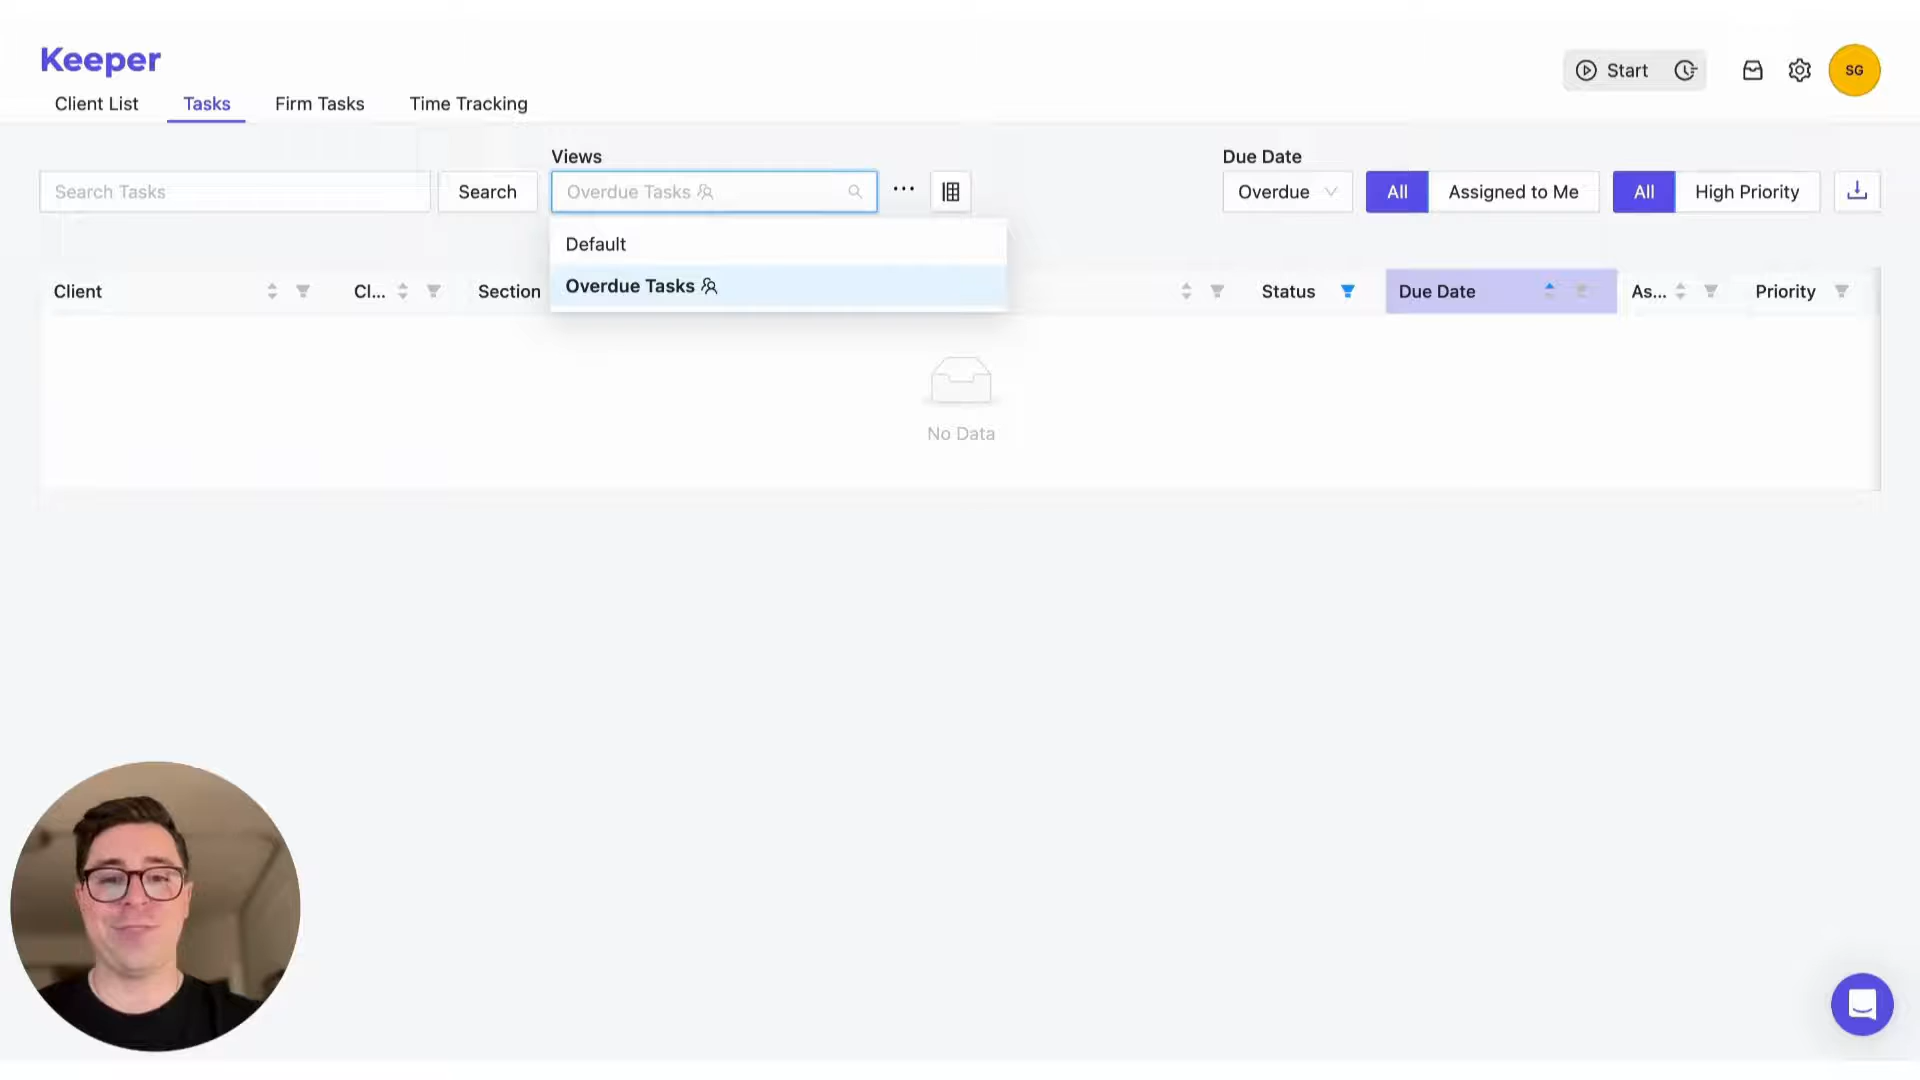 Keeper
Start
SG
Client List Tasks Firm Tasks Time Tracking
Views
Due Date
Search Tasks Search Overdue Tasks ... Overdue All Assigned to Me All High Priority
Default
Overdue Tasks
Client Cl... Section Status Due Date As... Priority
No Data